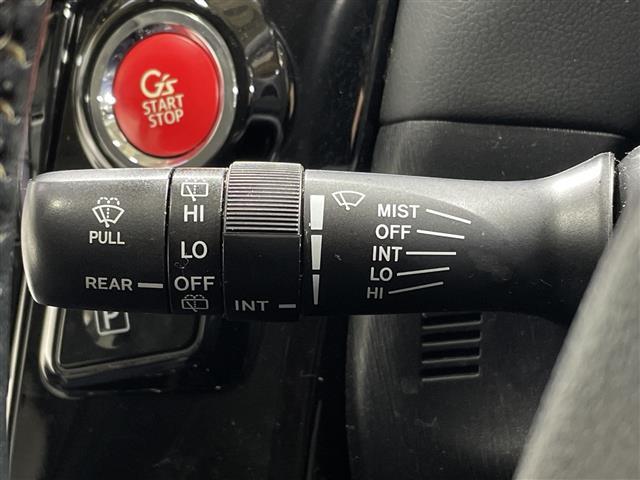 G's
START
STOP
PULL
REAR
HI
LO
OFF
INT
MIST
OFF
INT
LO
HI
P